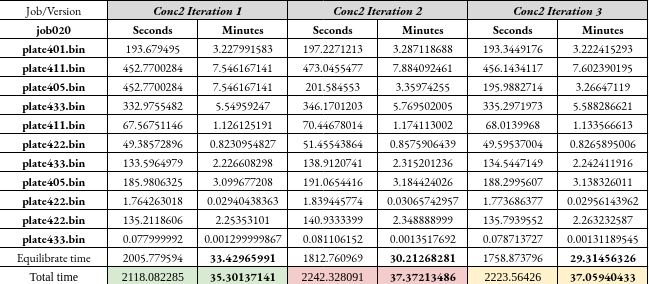 Job/Version Conc2 Iteration 1 Conc2 Iteration 2 Conc2 Iteration 3
job020 Seconds Minutes Seconds Minutes Seconds Minutes
plate401.bin 193.679495 3.227991583 197.2271213 3.287118688 193.3449176 3.222415293
plate411.bin 452.7700284 7.546167141 473.0455477 7.884092461 456.1434117 7.602390195
plate405.bin 452.7700284 7.546167141 201.584553 3.35974255 195.9882714 3.26647119
plate433.bin 332.9755482 5.54959247 346.1701203 5.769502005 335.2971973 5.588286621
plate411.bin 67.56751146 1.126125191 70.44678014 1.174113002 68.0139968 1.133566613
plate422.bin 49.38572896 0.8230954827 51.45543864 0.8575906439 49.59537004 0.8265895006
plate433.bin 133.5964979 2.226608298 138.9120741 2.315201236 134.5447149 2.242411916
plate405.bin 185.9806325 3.099677208 191.0654416 3.184424026 188.2995607 3.138326011
plate422.bin 1.764263018 0.02940438363 1.839445774 0.03065742957 1.773686377 0.02956143962
plate422.bin 135.2118606 2.25353101 140.9333399 2.348888999 135.7939552 2.263232587
plate433.bin 0.077999992 0.001299999867 0.081106152 0.0013517692 0.078713727 0.00131189545
Equilibrate time 2005.779594 33.42965991 1812.760969 30.21268281 1758.873796 29.31456326
Total time 2118.082285 35.30137141 2242.328091 37.37213486 2223.56426 37.05940433